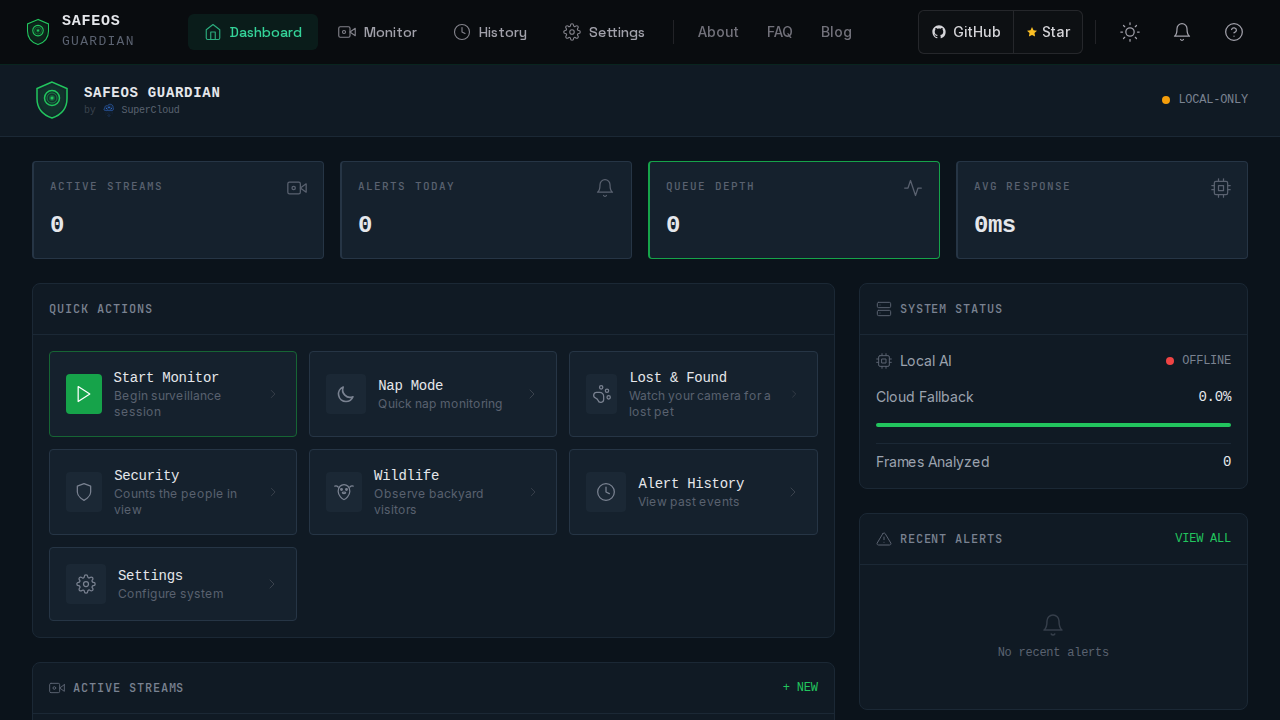 SAFEOS
GUARDIAN
Dashboard
Monitor
History
Settings
About
FAQ
Blog
GitHub
Star
SAFEOS GUARDIAN
by SuperCloud
LOCAL-ONLY
ACTIVE STREAMS
0
ALERTS TODAY
0
QUEUE DEPTH
0
AVG RESPONSE
0ms
QUICK ACTIONS
Start Monitor
Begin surveillance
session
Nap Mode
Quick nap monitoring
Lost & Found
Watch your camera for a
lost pet
Security
Counts the people in
view
Wildlife
Observe backyard
visitors
Alert History
View past events
Settings
Configure system
ACTIVE STREAMS
+ NEW
SYSTEM STATUS
Local AI
OFFLINE
Cloud Fallback
0.0%
Frames Analyzed
0
RECENT ALERTS
VIEW ALL
No recent alerts